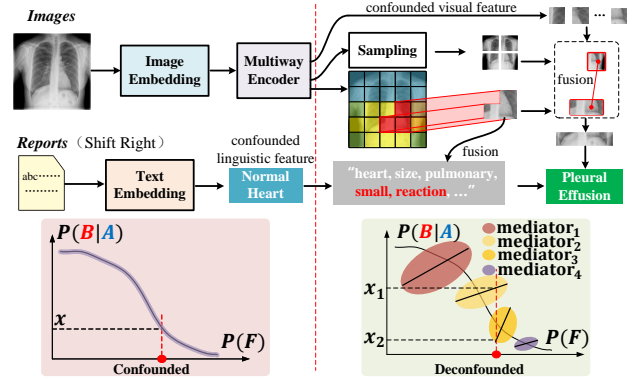 Images
confounded visual feature
Image
Embedding
Multiway
Encoder
Sampling
fusion
Reports (Shift Right)
abc······
········
Text
Embedding
confounded
linguistic feature
Normal
Heart
fusion
"heart, size, pulmonary,
small, reaction, ..."
Pleural
Effusion
P(B|A)
x
P(F)
Confounded
P(B|A)
mediator1
mediator2
mediator3
mediator4
x1
x2
P(F)
Deconfounded